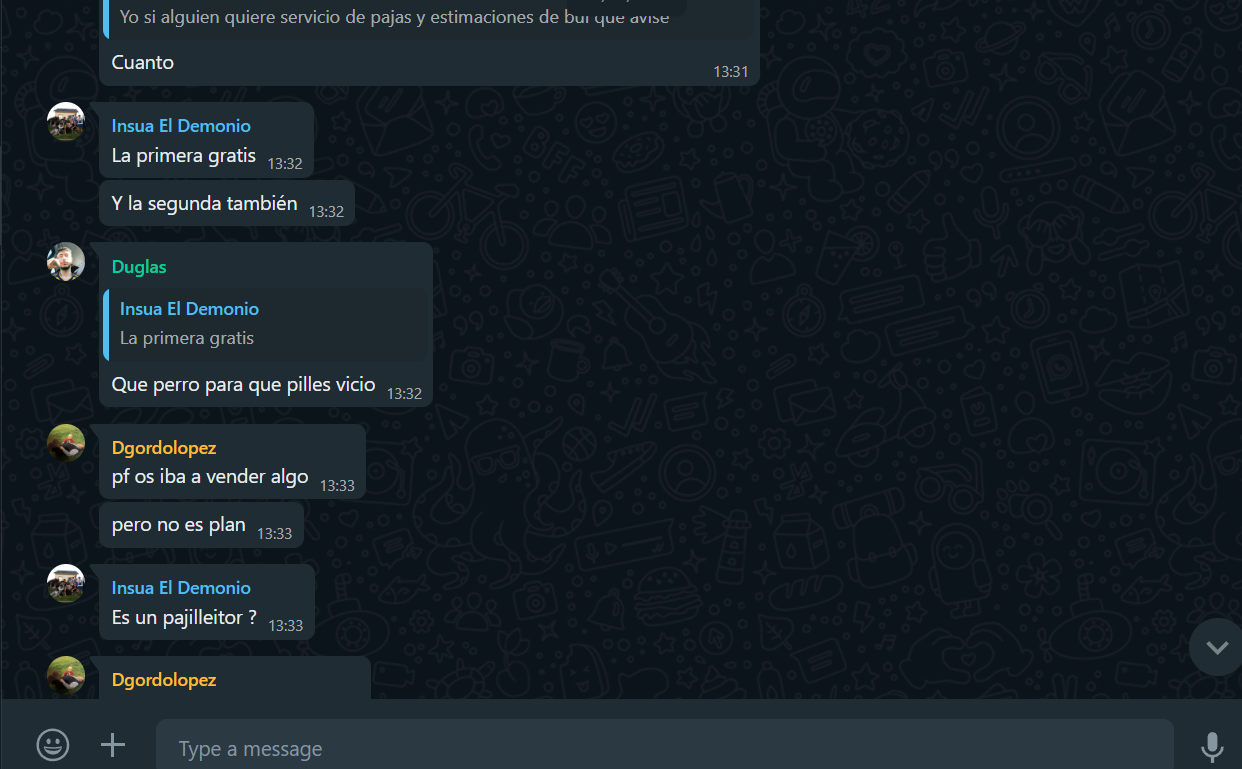 Yo si alguien quiere servicio de pajas y estimaciones de que avise
Cuanto
13:31
Insua El Demonio
La primera gratis 13:32
Y la segunda también 13:32
Duglas
Insua El Demonio
La primera gratis
Que perro para que pilles vicio 13:32
Dgordolopez
pf os iba a vender algo 13:33
pero no es plan 13:33
Insua El Demonio
Es un pajilleitor ? 13:33
Dgordolopez
Type a message